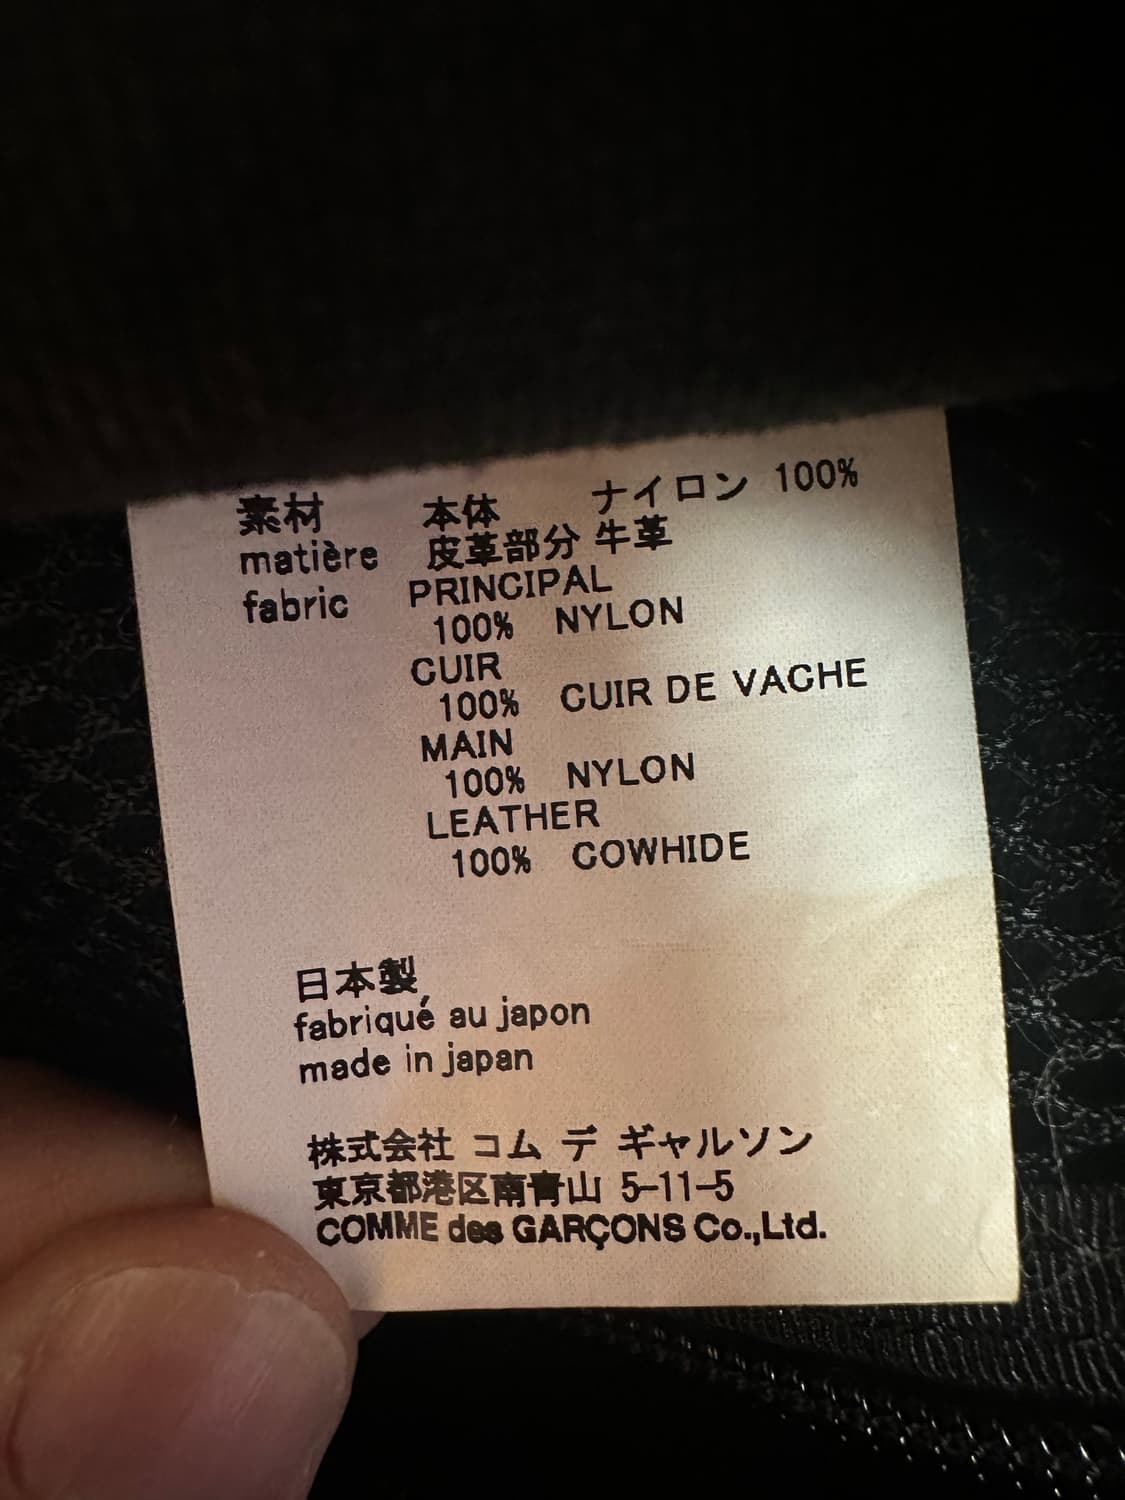 素材 本体 ナイロン 100%
matière 皮革部分 牛革
fabric PRINCIPAL
100% NYLON
CUIR
100% CUIR DE VACHE
MAIN
100% NYLON
LEATHER
100% COWHIDE
日本製
fabriqué au japon
made in japan
株式会社 コム デ ギャルソン
東京都港区南青山 5-11-5
COMME des GARÇONS Co.,Ltd.